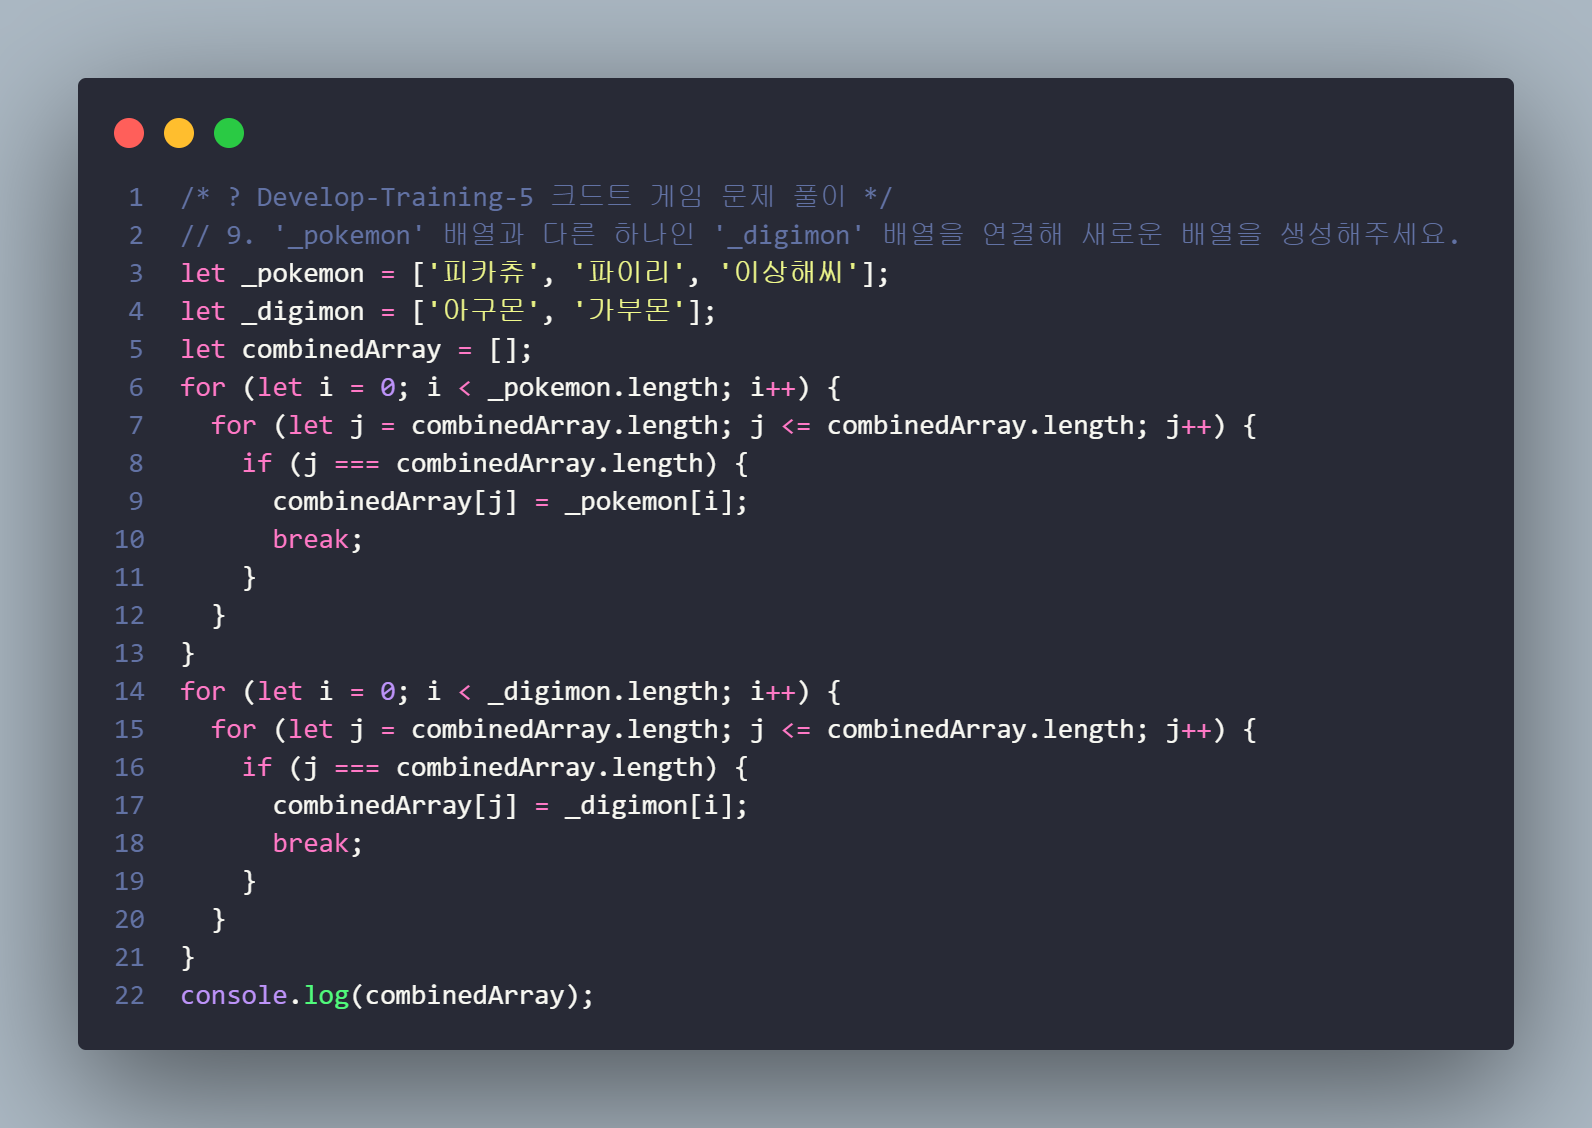 1 /* ? Develop-Training-5 크드트 게임 문제 풀이 */
2 // 9. '_pokemon' 배열과 다른 하나인 '_digimon' 배열을 연결해 새로운 배열을 생성해주세요.
3 let _pokemon = ['피카츄', '파이리', '이상해씨'];
4 let _digimon = ['아구몬', '가부몬'];
5 let combinedArray = [];
6 for (let i = 0; i < _pokemon.length; i++) {
7   for (let j = combinedArray.length; j <= combinedArray.length; j++) {
8     if (j === combinedArray.length) {
9       combinedArray[j] = _pokemon[i];
10       break;
11     }
12   }
13 }
14 for (let i = 0; i < _digimon.length; i++) {
15   for (let j = combinedArray.length; j <= combinedArray.length; j++) {
16     if (j === combinedArray.length) {
17       combinedArray[j] = _digimon[i];
18       break;
19     }
20   }
21 }
22 console.log(combinedArray);